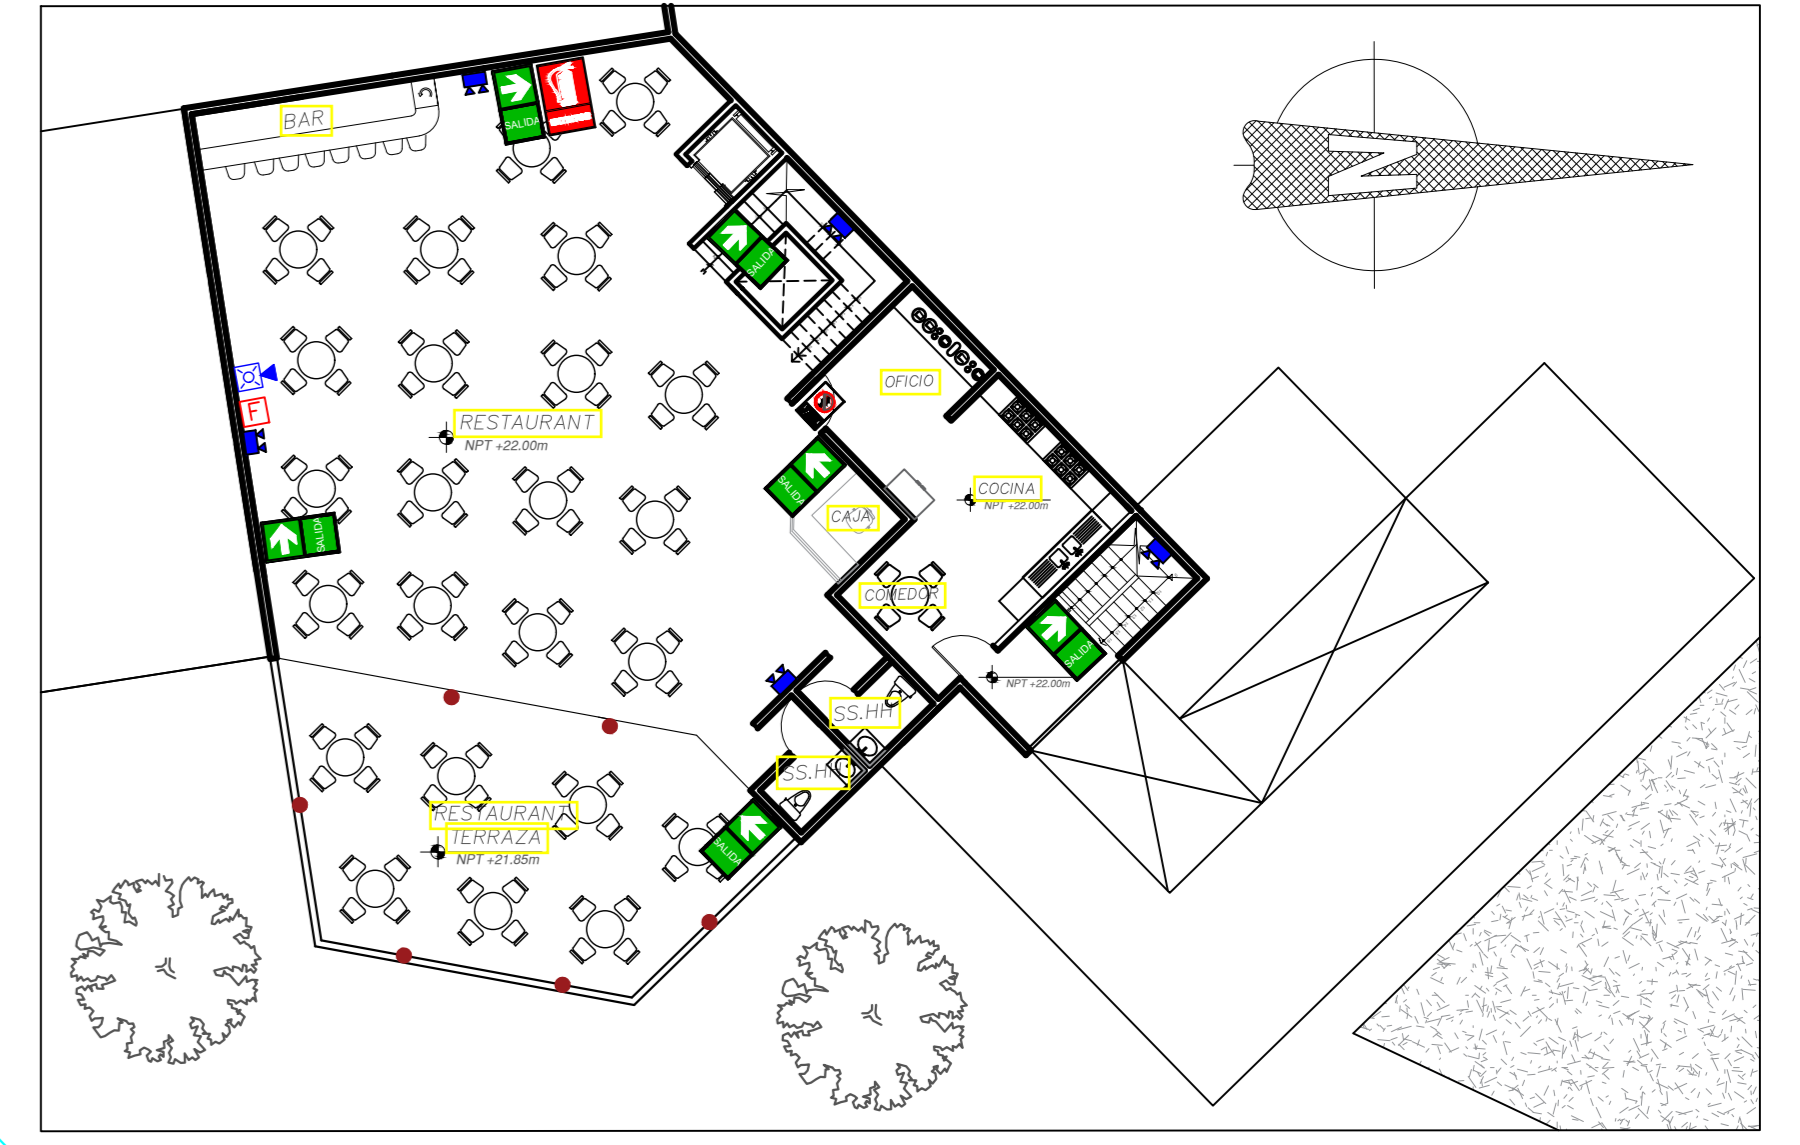 BAR
SALIDA
N
SALIDA
OFICIO
F
RESTAURANT
NPT +22.00m
SALIDA
COCINA
NPT +22.00m
CAJA
SALIDA
COMEDOR
SALIDA
NPT +22.00m
SS.HH
SS.HH
RESTAURANT
TERRAZA
NPT +21.85m
SALIDA